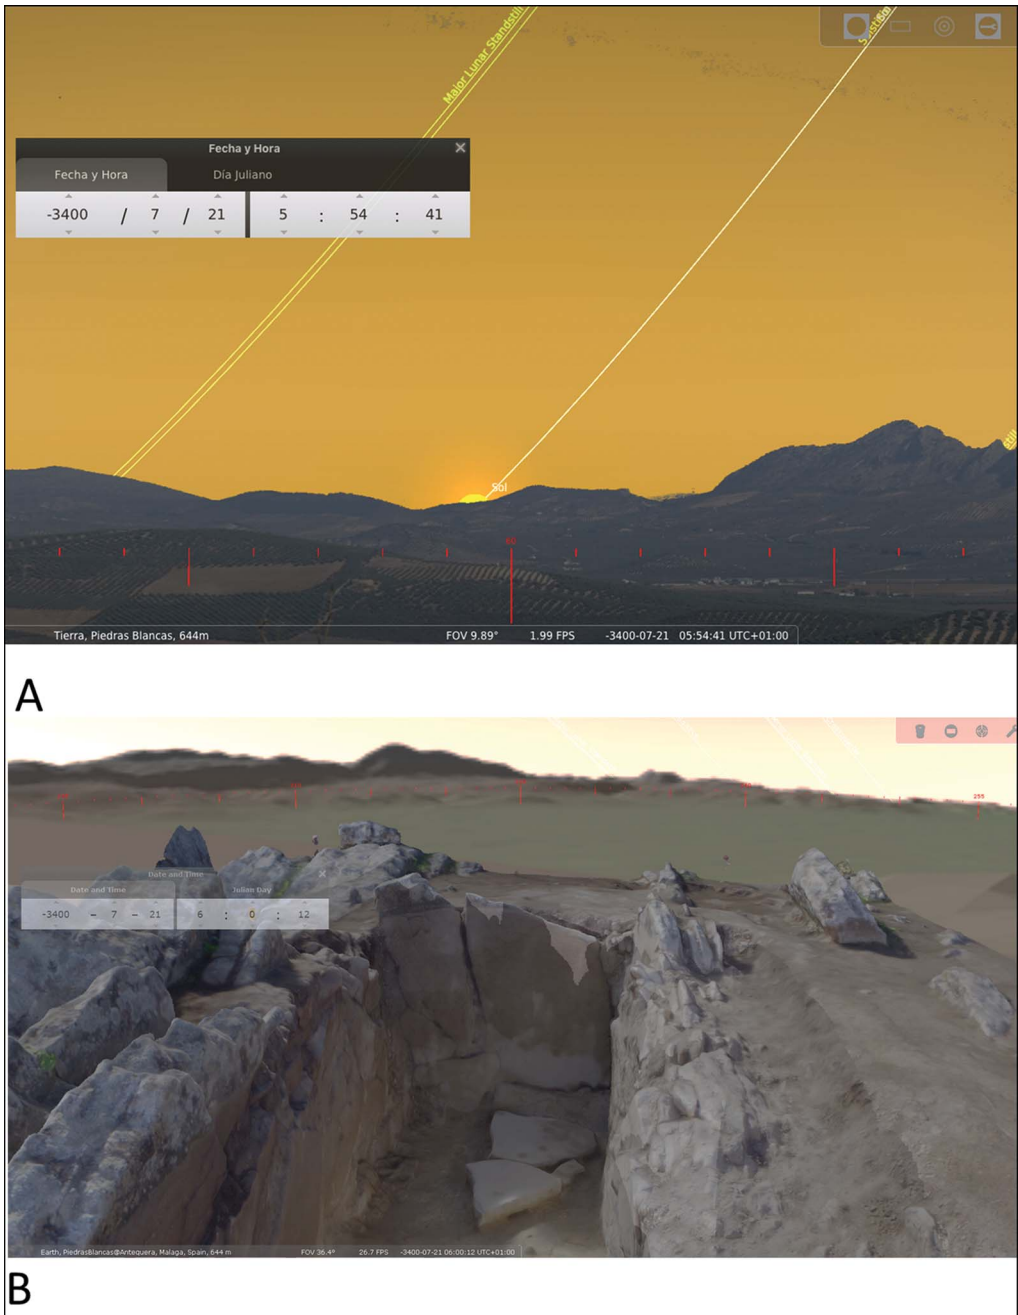 Major Lunar Standstill
Fecha y Hora
Fecha y Hora Día Juliano
-3400 / 7 / 21 5 : 54 : 41
Sol
60
Tierra, Piedras Blancas, 644m FOV 9.89° 1.99 FPS -3400-07-21 05:54:41 UTC+01:00
A
255
Date and Time
Date and Time Julian Day
-3400 - 7 - 21 6 : 0 : 12
Earth, PiedrasBlancas@Antequera, Malaga, Spain, 644 m FOV 36.4° 26.7 FPS -3400-07-21 06:00:12 UTC+01:00
B